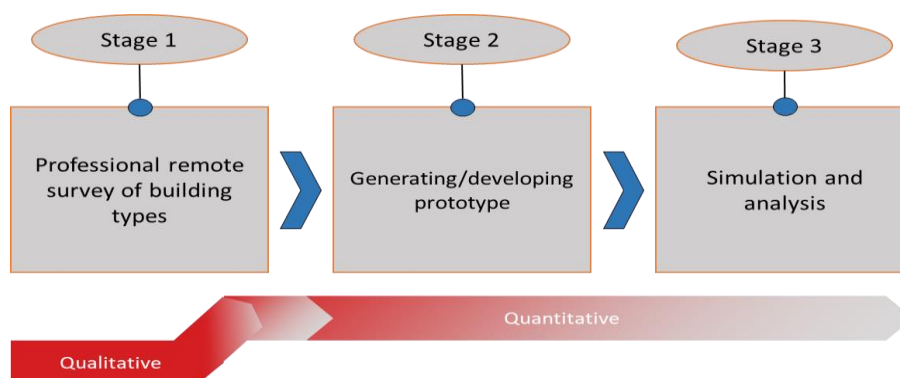 Stage 1
Stage 2
Stage 3
Professional remote
survey of building
types
Generating/developing
prototype
Simulation and
analysis
Quantitative
Qualitative